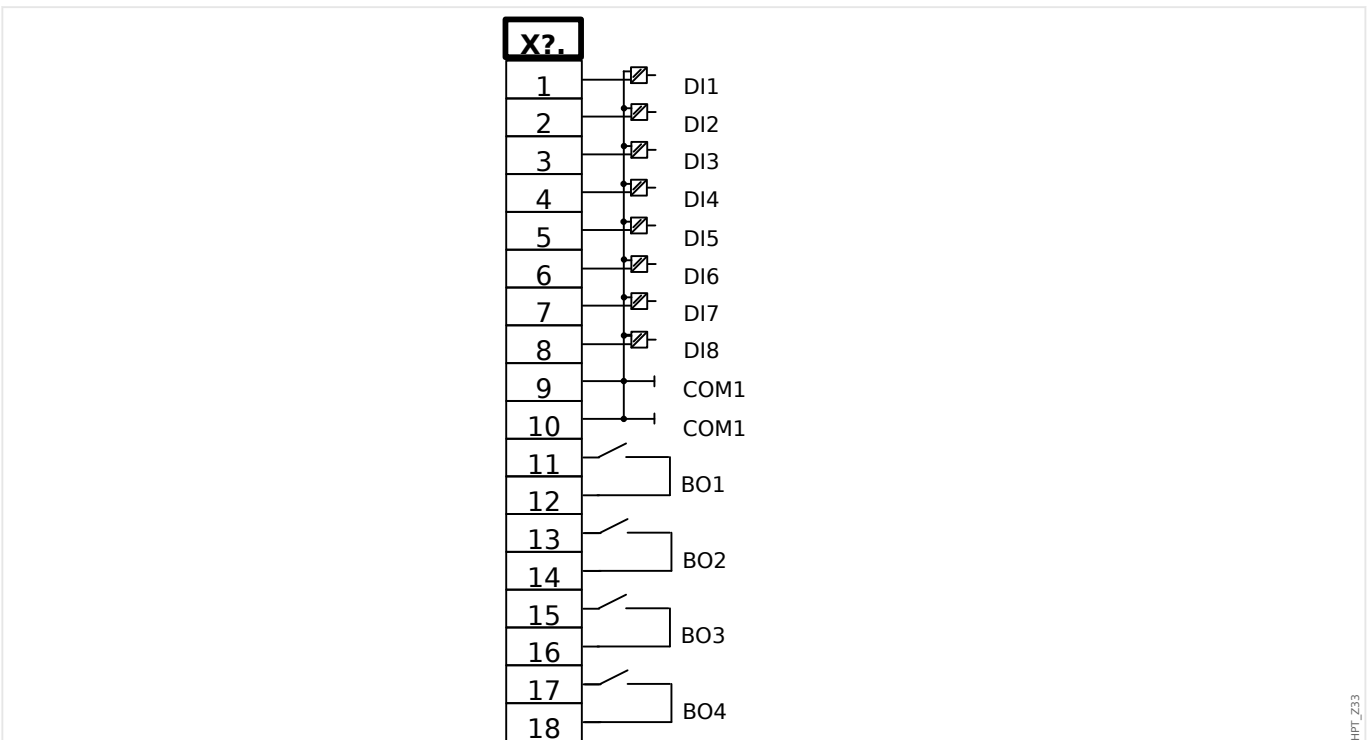 X?.
1 DI1
2 DI2
3 DI3
4 DI4
5 DI5
6 DI6
7 DI7
8 DI8
9 COM1
10 COM1
11
BO1
12
13
BO2
14
15
BO3
16
17
BO4
18
HPT_Z33